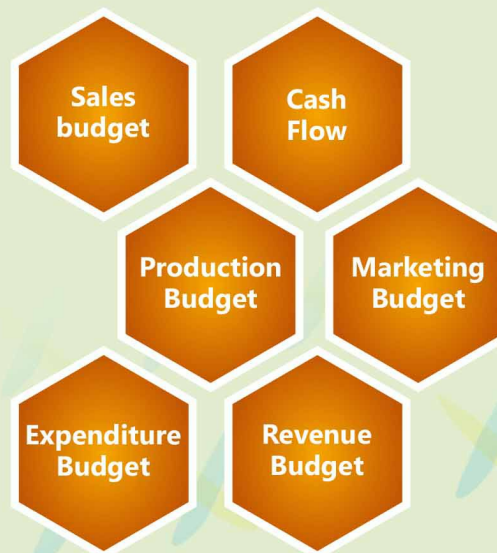 Sales
budget
Cash
Flow
Production
Budget
Marketing
Budget
Expenditure
Budget
Revenue
Budget